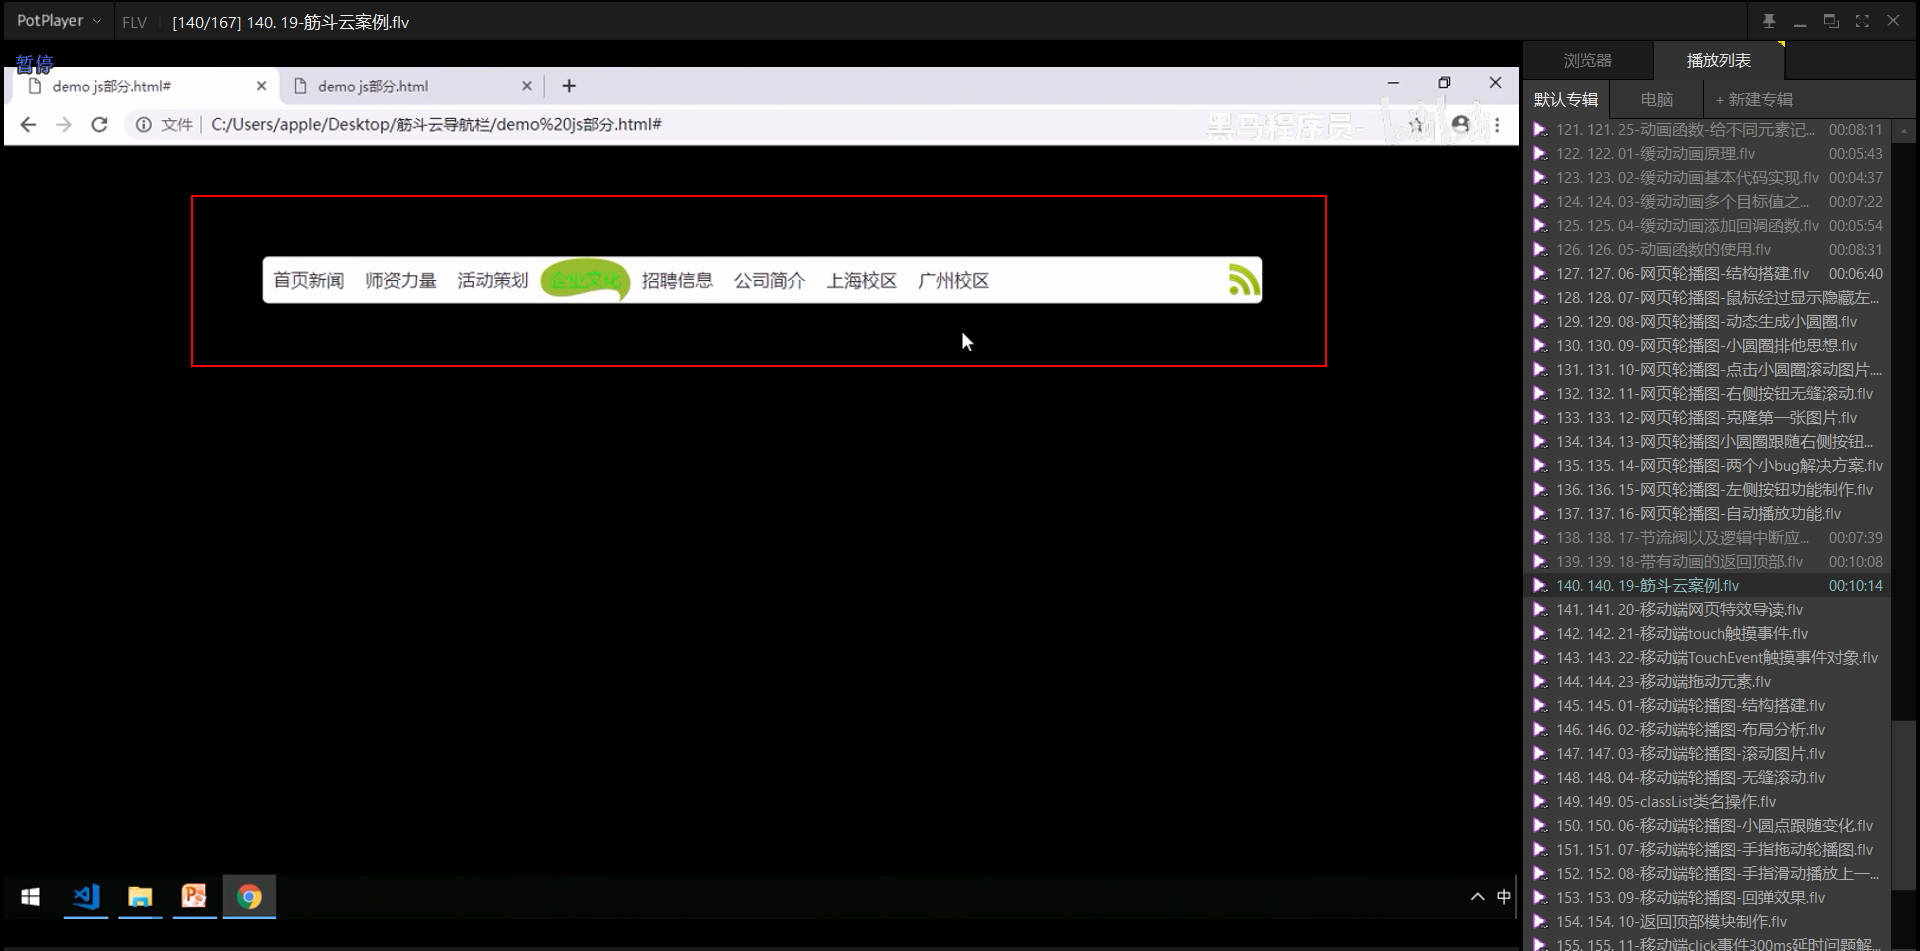 PotPlayer FLV [140/167] 140. 19-筋斗云案例.flv
暂停
demo js部分.html# demo js部分.html
文件 C:/Users/apple/Desktop/筋斗云导航栏/demo%20js部分.html#
黑马程序员- bilibili
首页新闻 师资力量 活动策划 企业文化 招聘信息 公司简介 上海校区 广州校区
中
浏览器 播放列表
默认专辑 电脑 + 新建专辑
121. 121. 25-动画函数-给不同元素记... 00:08:11
122. 122. 01-缓动动画原理.flv 00:05:43
123. 123. 02-缓动动画基本代码实现.flv 00:04:37
124. 124. 03-缓动动画多个目标值之... 00:07:22
125. 125. 04-缓动动画添加回调函数.flv 00:05:54
126. 126. 05-动画函数的使用.flv 00:08:31
127. 127. 06-网页轮播图-结构搭建.flv 00:06:40
128. 128. 07-网页轮播图-鼠标经过显示隐藏左...
129. 129. 08-网页轮播图-动态生成小圆圈.flv
130. 130. 09-网页轮播图-小圆圈排他思想.flv
131. 131. 10-网页轮播图-点击小圆圈滚动图片....
132. 132. 11-网页轮播图-右侧按钮无缝滚动.flv
133. 133. 12-网页轮播图-克隆第一张图片.flv
134. 134. 13-网页轮播图小圆圈跟随右侧按钮...
135. 135. 14-网页轮播图-两个小bug解决方案.flv
136. 136. 15-网页轮播图-左侧按钮功能制作.flv
137. 137. 16-网页轮播图-自动播放功能.flv
138. 138. 17-节流阀以及逻辑中断应... 00:07:39
139. 139. 18-带有动画的返回顶部.flv 00:10:08
140. 140. 19-筋斗云案例.flv 00:10:14
141. 141. 20-移动端网页特效导读.flv
142. 142. 21-移动端touch触摸事件.flv
143. 143. 22-移动端TouchEvent触摸事件对象.flv
144. 144. 23-移动端拖动元素.flv
145. 145. 01-移动端轮播图-结构搭建.flv
146. 146. 02-移动端轮播图-布局分析.flv
147. 147. 03-移动端轮播图-滚动图片.flv
148. 148. 04-移动端轮播图-无缝滚动.flv
149. 149. 05-classList类名操作.flv
150. 150. 06-移动端轮播图-小圆点跟随变化.flv
151. 151. 07-移动端轮播图-手指拖动轮播图.flv
152. 152. 08-移动端轮播图-手指滑动播放上一...
153. 153. 09-移动端轮播图-回弹效果.flv
154. 154. 10-返回顶部模块制作.flv
155. 155. 11-移动端click事件300ms延时问题解...